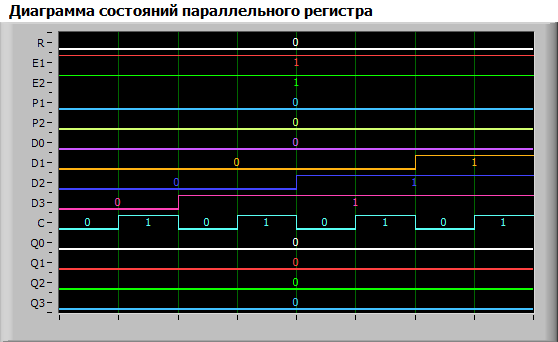 Диаграмма состояний параллельного регистра
R 0
E1 1
E2 1
P1 0
P2 0
D0 0
D1 0 1
D2 0 1
D3 0 1
C 0 1 0 1 0 1 0 1
Q0 0
Q1 0
Q2 0
Q3 0